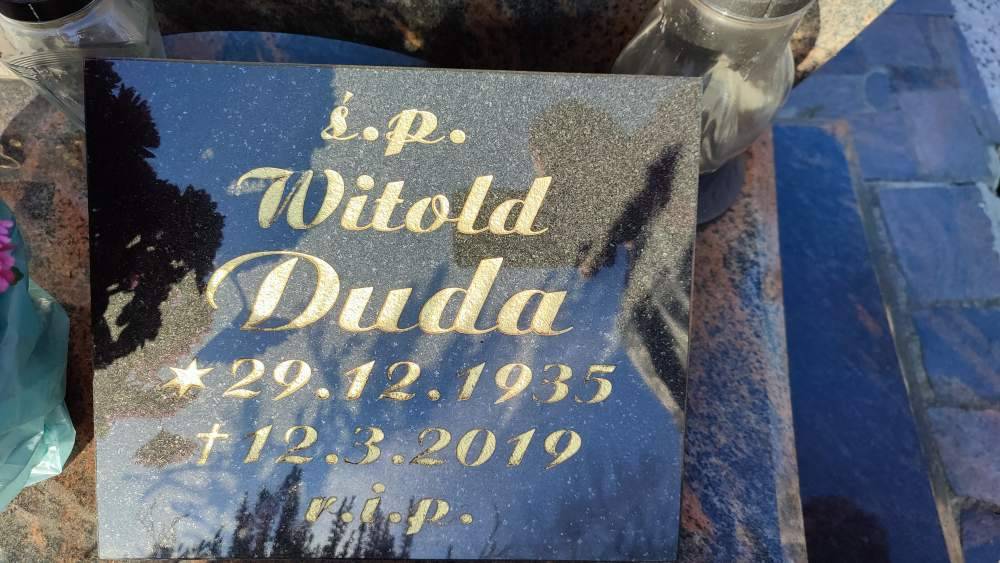 ś.p.
Witold
Duda
★29.12.1935
†12.3.2019
r.i.p.